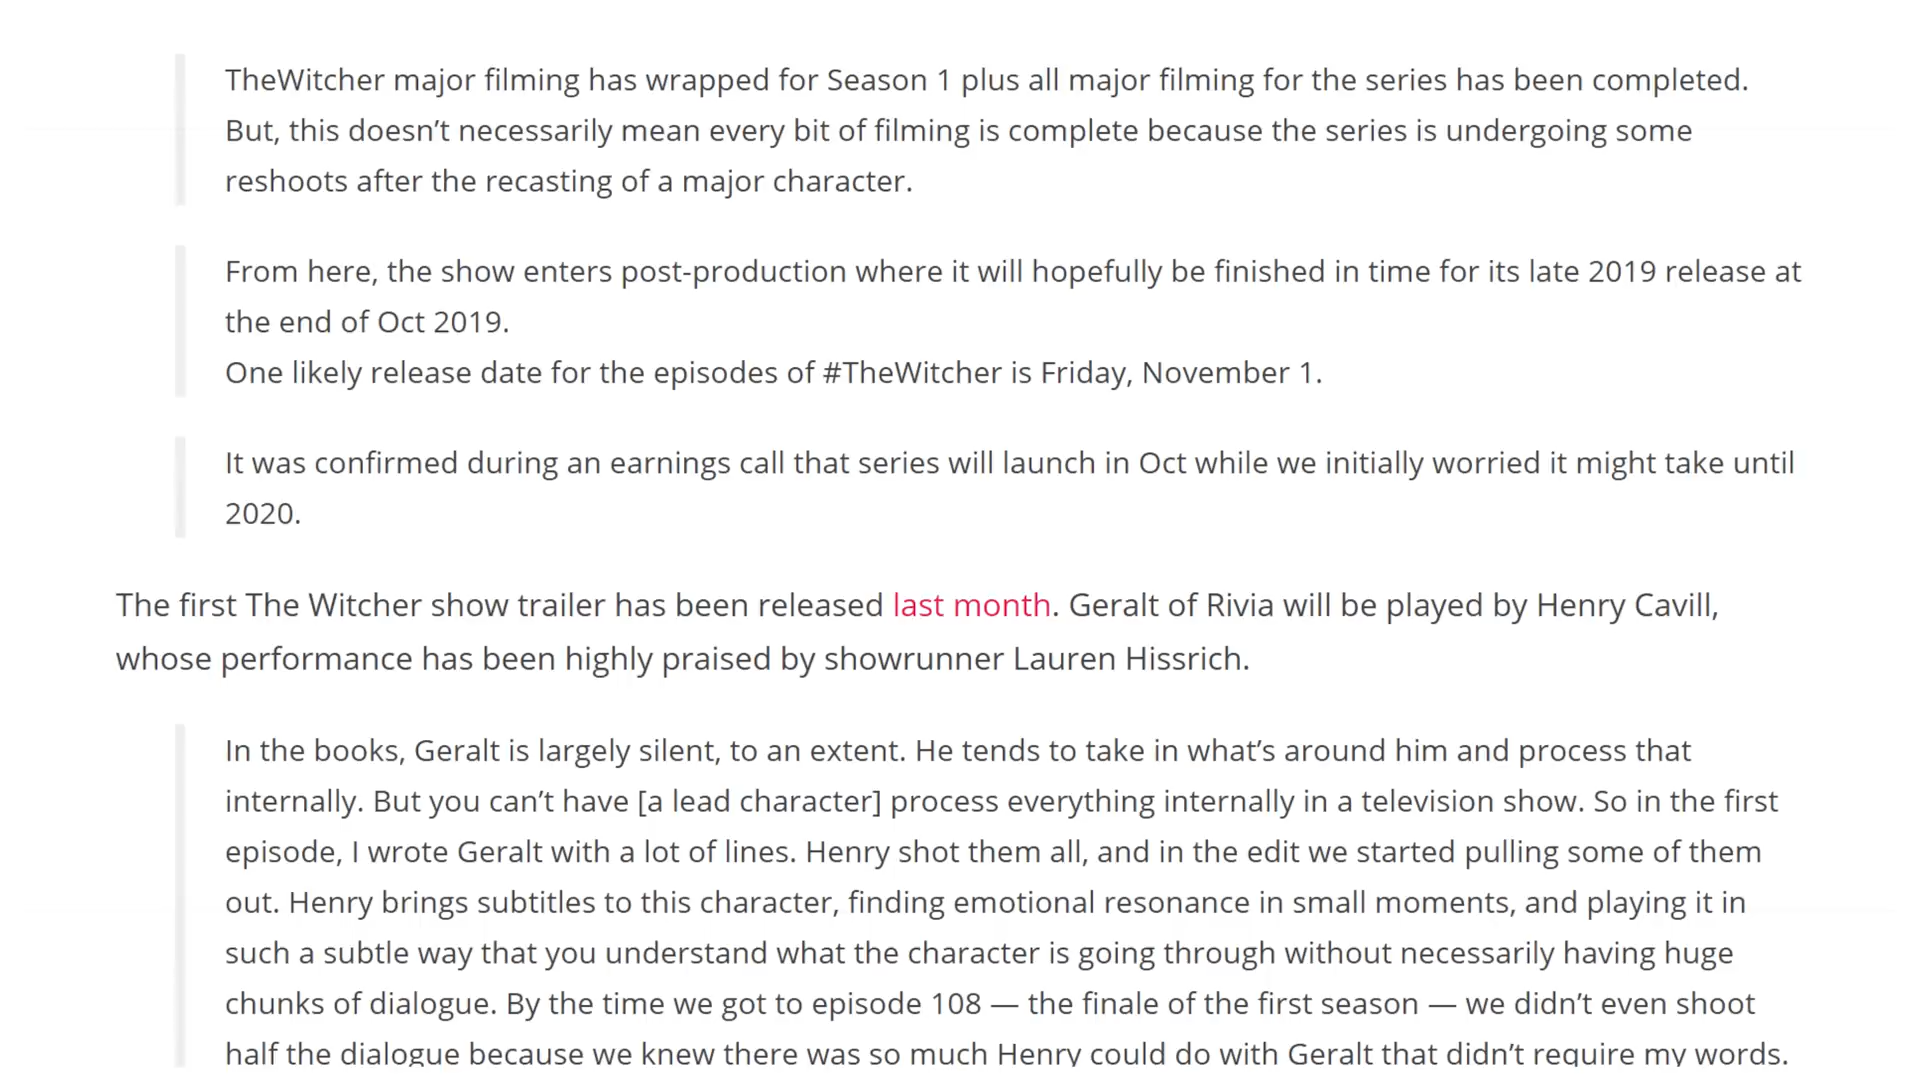 TheWitcher major filming has wrapped for Season 1 plus all major filming for the series has been completed.
But, this doesn’t necessarily mean every bit of filming is complete because the series is undergoing some
reshoots after the recasting of a major character.
From here, the show enters post-production where it will hopefully be finished in time for its late 2019 release at
the end of Oct 2019.
One likely release date for the episodes of #TheWitcher is Friday, November 1.
It was confirmed during an earnings call that series will launch in Oct while we initially worried it might take until
2020.
The first The Witcher show trailer has been released last month. Geralt of Rivia will be played by Henry Cavill,
whose performance has been highly praised by showrunner Lauren Hissrich.
In the books, Geralt is largely silent, to an extent. He tends to take in what’s around him and process that
internally. But you can’t have [a lead character] process everything internally in a television show. So in the first
episode, I wrote Geralt with a lot of lines. Henry shot them all, and in the edit we started pulling some of them
out. Henry brings subtitles to this character, finding emotional resonance in small moments, and playing it in
such a subtle way that you understand what the character is going through without necessarily having huge
chunks of dialogue. By the time we got to episode 108 — the finale of the first season — we didn’t even shoot
half the dialogue because we knew there was so much Henry could do with Geralt that didn’t require my words.